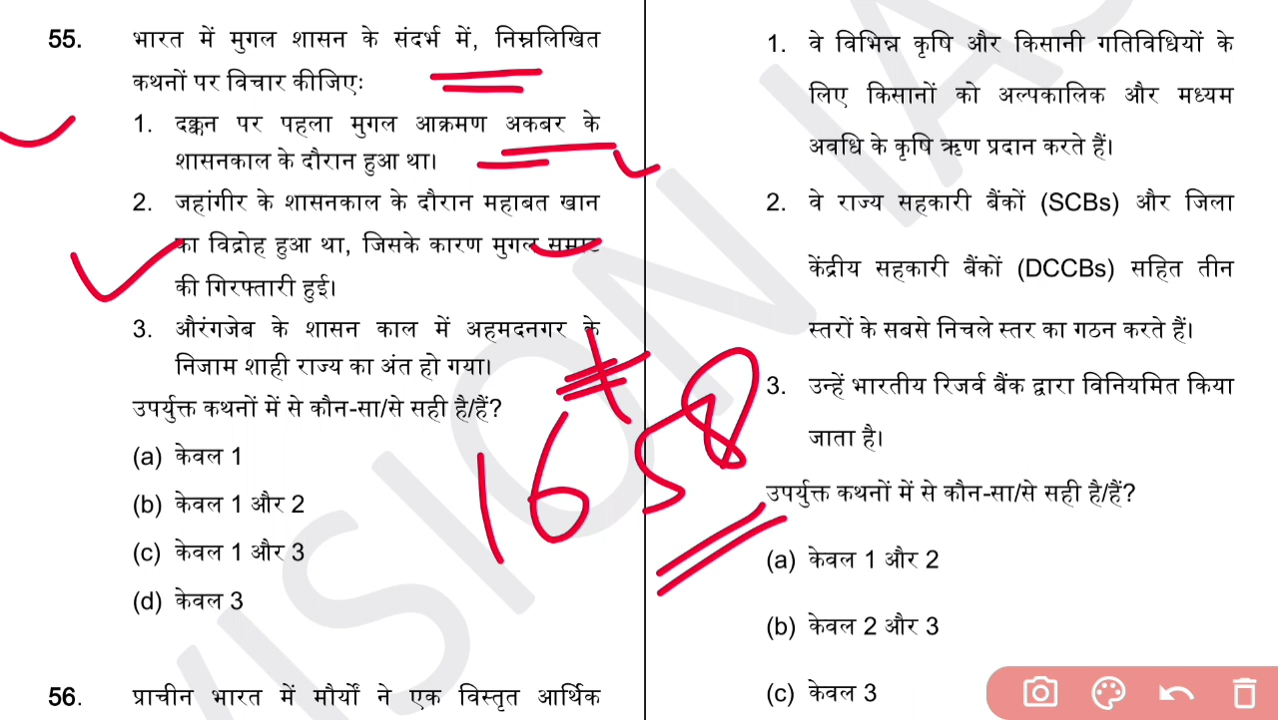 55. भारत में मुगल शासन के संदर्भ में, निम्नलिखित
कथनों पर विचार कीजिए:
1. दक्कन पर पहला मुगल आक्रमण अकबर के
शासनकाल के दौरान हुआ था।
2. जहांगीर के शासनकाल के दौरान महाबत खान
का विद्रोह हुआ था, जिसके कारण मुगल सम्राट
की गिरफ्तारी हुई।
3. औरंगजेब के शासन काल में अहमदनगर के
निजाम शाही राज्य का अंत हो गया।
उपर्युक्त कथनों में से कौन-सा/से सही है/हैं?
(a) केवल 1
(b) केवल 1 और 2
(c) केवल 1 और 3
(d) केवल 3
56. प्राचीन भारत में मौर्यों ने एक विस्तृत आर्थिक
1658
1. वे विभिन्न कृषि और किसानी गतिविधियों के
लिए किसानों को अल्पकालिक और मध्यम
अवधि के कृषि ऋण प्रदान करते हैं।
2. वे राज्य सहकारी बैंकों (SCBs) और जिला
केंद्रीय सहकारी बैंकों (DCCBs) सहित तीन
स्तरों के सबसे निचले स्तर का गठन करते हैं।
3. उन्हें भारतीय रिजर्व बैंक द्वारा विनियमित किया
जाता है।
उपर्युक्त कथनों में से कौन-सा/से सही है/हैं?
(a) केवल 1 और 2
(b) केवल 2 और 3
(c) केवल 3
VISION IAS